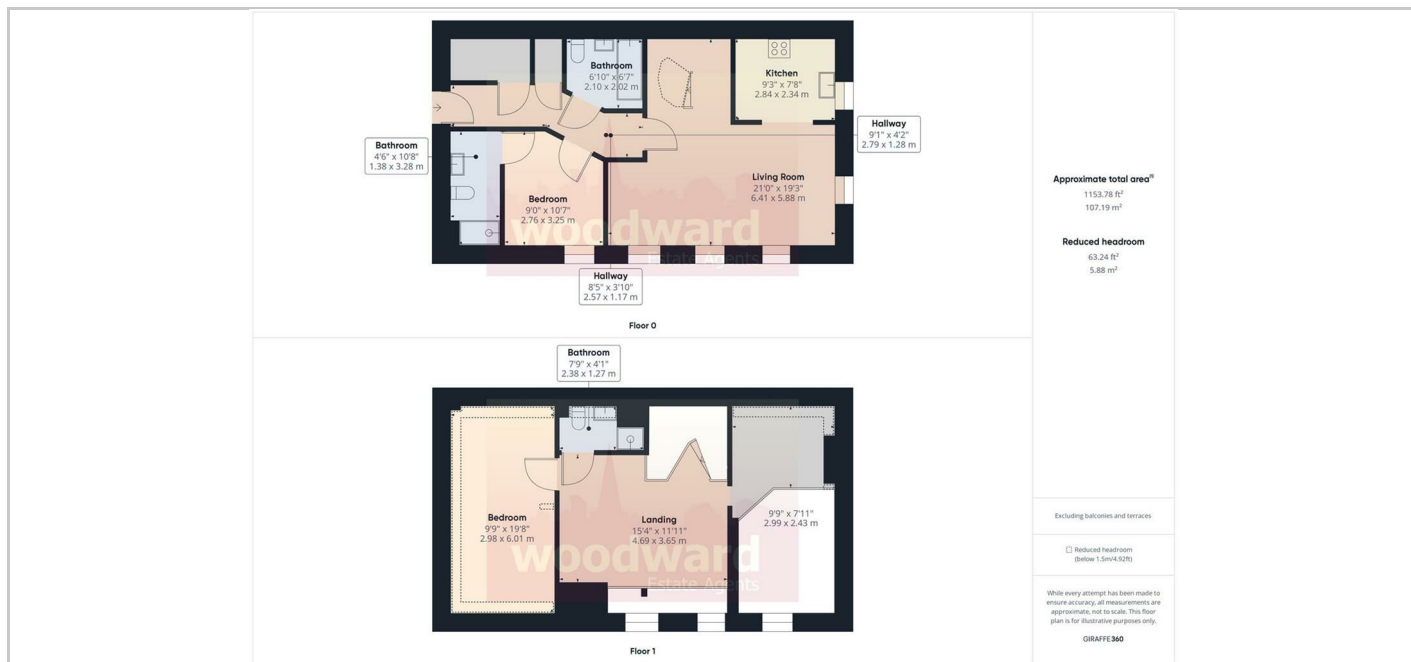 Bathroom
6'10" x 6'7"
2.10 x 2.02 m
Kitchen
9'3" x 7'8"
2.84 x 2.34 m
Hallway
9'1" x 4'2"
2.79 x 1.28 m
Bathroom
4'6" x 10'8"
1.38 x 3.28 m
Bedroom
9'0" x 10'7"
2.76 x 3.25 m
Living Room
21'0" x 19'3"
6.41 x 5.88 m
woodward
Estate Agents
Hallway
8'5" x 3'10"
2.57 x 1.17 m
Floor 0
Bathroom
7'9" x 4'1"
2.38 x 1.27 m
Bedroom
9'9" x 19'8"
2.98 x 6.01 m
Landing
15'4" x 11'11"
4.69 x 3.65 m
9'9" x 7'11"
2.99 x 2.43 m
woodward
Estate Agents
Floor 1
Approximate total area
1153.78 ft²
107.19 m²
Reduced headroom
63.24 ft²
5.88 m²
Excluding balconies and terraces
Reduced headroom
(below 1.5m/4.92ft)
While every attempt has been made to
ensure accuracy, all measurements are
approximate, not to scale. This floor
plan is for illustrative purposes only.
GIRAFFE360